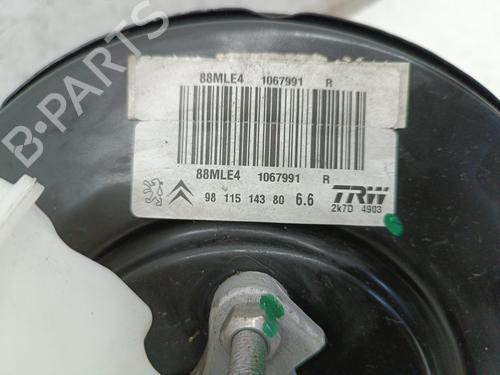 88MLE4 1067991 R
88MLE4 1067991 R
98 115 143 80 6.6
TRW
2k7D 4903
B-PARTS